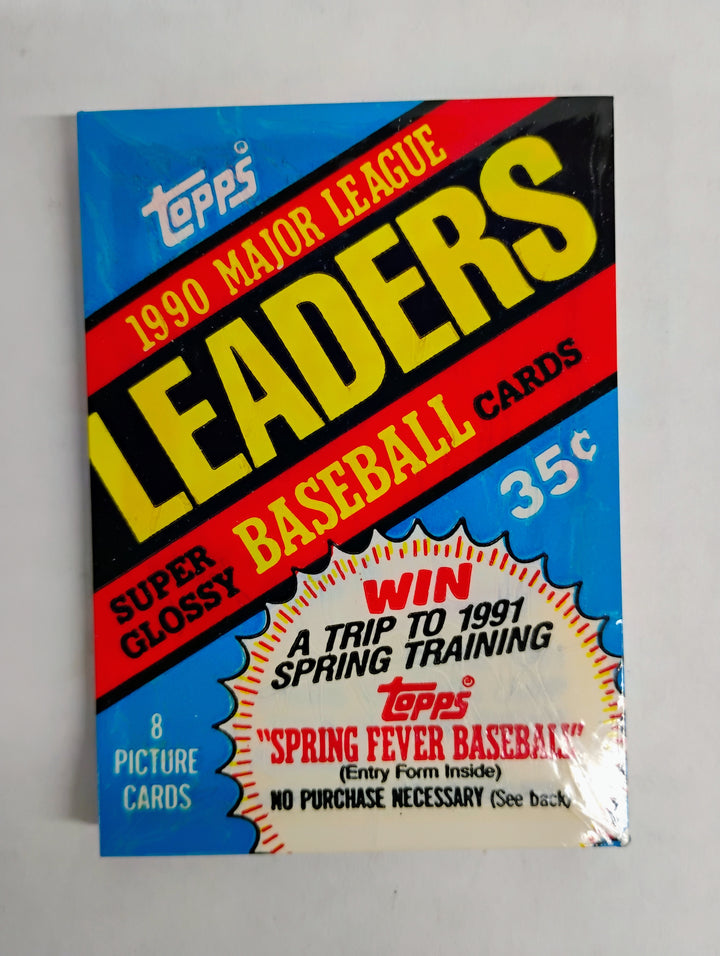 Topps
1990 MAJOR LEAGUE
LEADERS
SUPER
GLOSSY
BASEBALL CARDS
35¢
WIN
A TRIP TO 1991
SPRING TRAINING
Topps
"SPRING FEVER BASEBALL"
(Entry Form Inside)
NO PURCHASE NECESSARY (See back)
8
PICTURE
CARDS